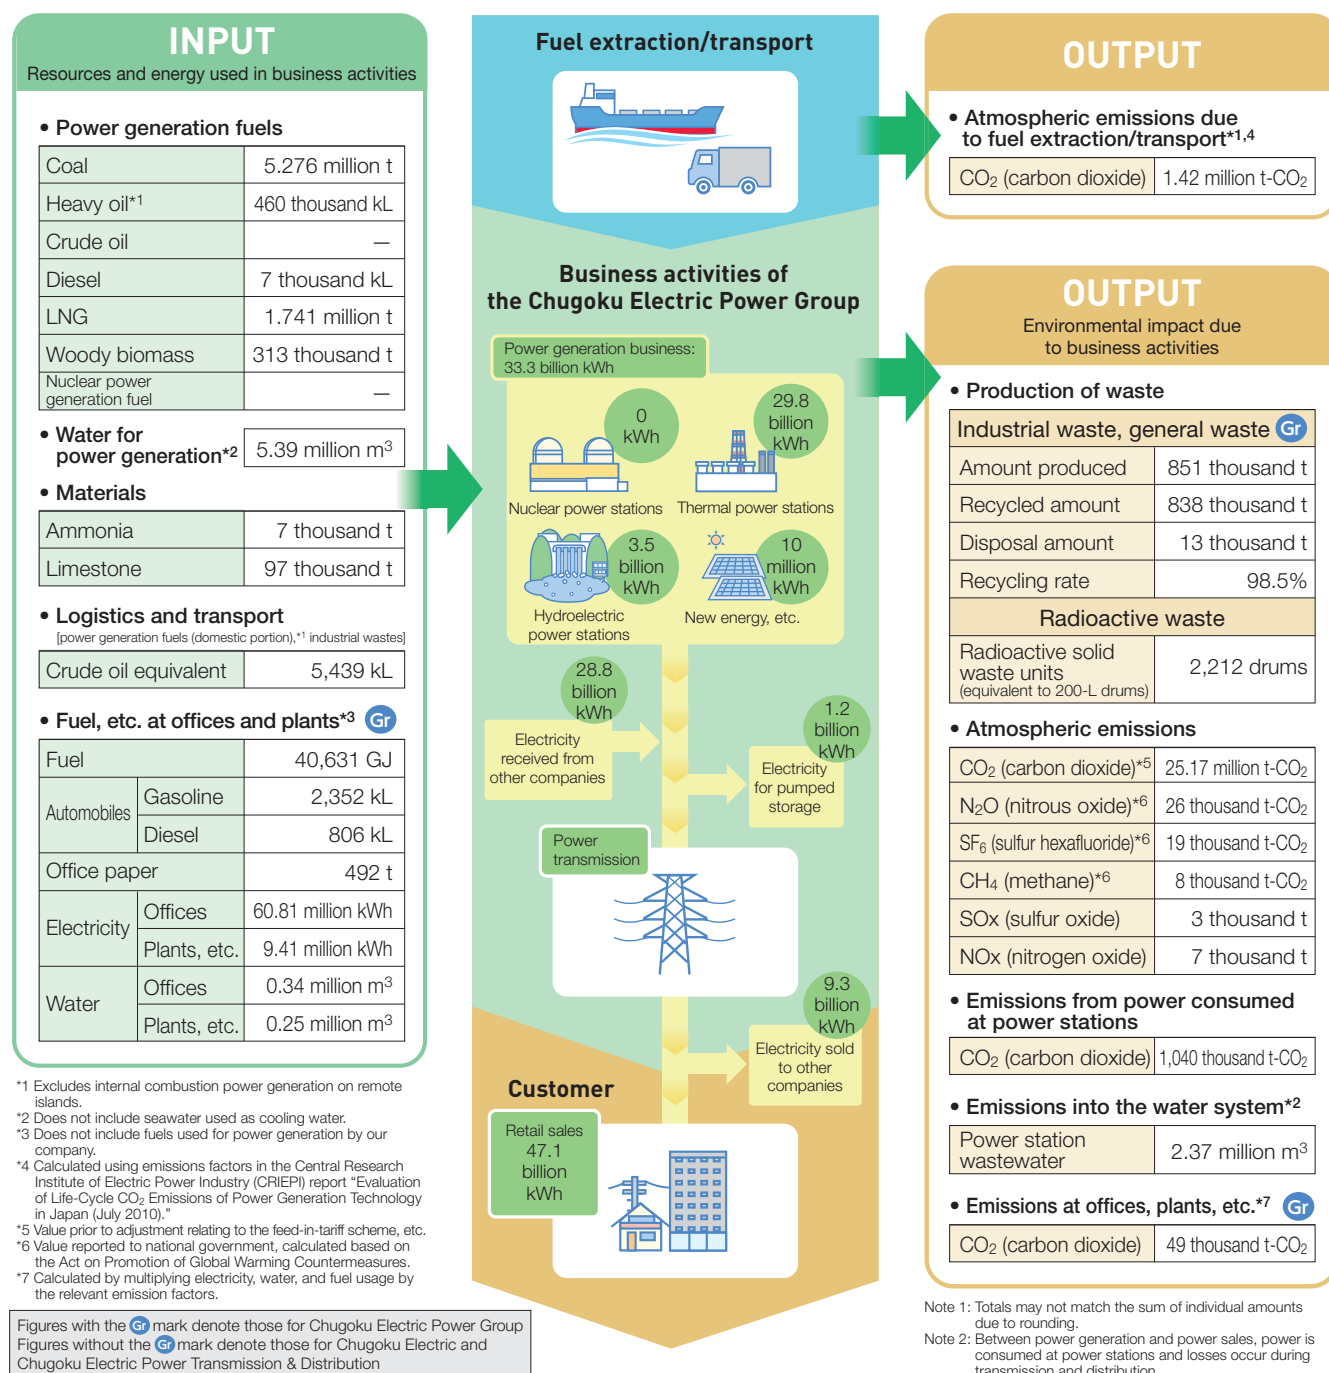 INPUT
Resources and energy used in business activities
• Power generation fuels
Coal 5.276 million t
Heavy oil*1 460 thousand kL
Crude oil —
Diesel 7 thousand kL
LNG 1.741 million t
Woody biomass 313 thousand t
Nuclear power
generation fuel —
• Water for
power generation*2 5.39 million m3
• Materials
Ammonia 7 thousand t
Limestone 97 thousand t
• Logistics and transport
[power generation fuels (domestic portion),*1 industrial wastes]
Crude oil equivalent 5,439 kL
• Fuel, etc. at offices and plants*3 Gr
Fuel 40,631 GJ
Automobiles Gasoline 2,352 kL
Diesel 806 kL
Office paper 492 t
Electricity Offices 60.81 million kWh
Plants, etc. 9.41 million kWh
Water Offices 0.34 million m3
Plants, etc. 0.25 million m3
*1 Excludes internal combustion power generation on remote
islands.
*2 Does not include seawater used as cooling water.
*3 Does not include fuels used for power generation by our
company.
*4 Calculated using emissions factors in the Central Research
Institute of Electric Power Industry (CRIEPI) report “Evaluation
of Life-Cycle CO2 Emissions of Power Generation Technology
in Japan (July 2010).”
*5 Value prior to adjustment relating to the feed-in-tariff scheme, etc.
*6 Value reported to national government, calculated based on
the Act on Promotion of Global Warming Countermeasures.
*7 Calculated by multiplying electricity, water, and fuel usage by
the relevant emission factors.
Figures with the Gr mark denote those for Chugoku Electric Power Group
Figures without the Gr mark denote those for Chugoku Electric and
Chugoku Electric Power Transmission & Distribution
Fuel extraction/transport
Business activities of
the Chugoku Electric Power Group
Power generation business:
33.3 billion kWh
0
kWh
Nuclear power stations
29.8
billion
kWh
Thermal power stations
3.5
billion
kWh
Hydroelectric
power stations
10
million
kWh
New energy, etc.
28.8
billion
kWh
Electricity
received from
other companies
1.2
billion
kWh
Electricity
for pumped
storage
Power
transmission
9.3
billion
kWh
Electricity sold
to other
companies
Customer
Retail sales
47.1
billion
kWh
OUTPUT
• Atmospheric emissions due
to fuel extraction/transport*1,4
CO2 (carbon dioxide) 1.42 million t-CO2
OUTPUT
Environmental impact due
to business activities
• Production of waste
Industrial waste, general waste Gr
Amount produced 851 thousand t
Recycled amount 838 thousand t
Disposal amount 13 thousand t
Recycling rate 98.5%
Radioactive waste
Radioactive solid
waste units
(equivalent to 200-L drums) 2,212 drums
• Atmospheric emissions
CO2 (carbon dioxide)*5 25.17 million t-CO2
N2O (nitrous oxide)*6 26 thousand t-CO2
SF6 (sulfur hexafluoride)*6 19 thousand t-CO2
CH4 (methane)*6 8 thousand t-CO2
SOx (sulfur oxide) 3 thousand t
NOx (nitrogen oxide) 7 thousand t
• Emissions from power consumed
at power stations
CO2 (carbon dioxide) 1,040 thousand t-CO2
• Emissions into the water system*2
Power station
wastewater 2.37 million m3
• Emissions at offices, plants, etc.*7 Gr
CO2 (carbon dioxide) 49 thousand t-CO2
Note 1: Totals may not match the sum of individual amounts
due to rounding.
Note 2: Between power generation and power sales, power is
consumed at power stations and losses occur during
transmission and distribution.